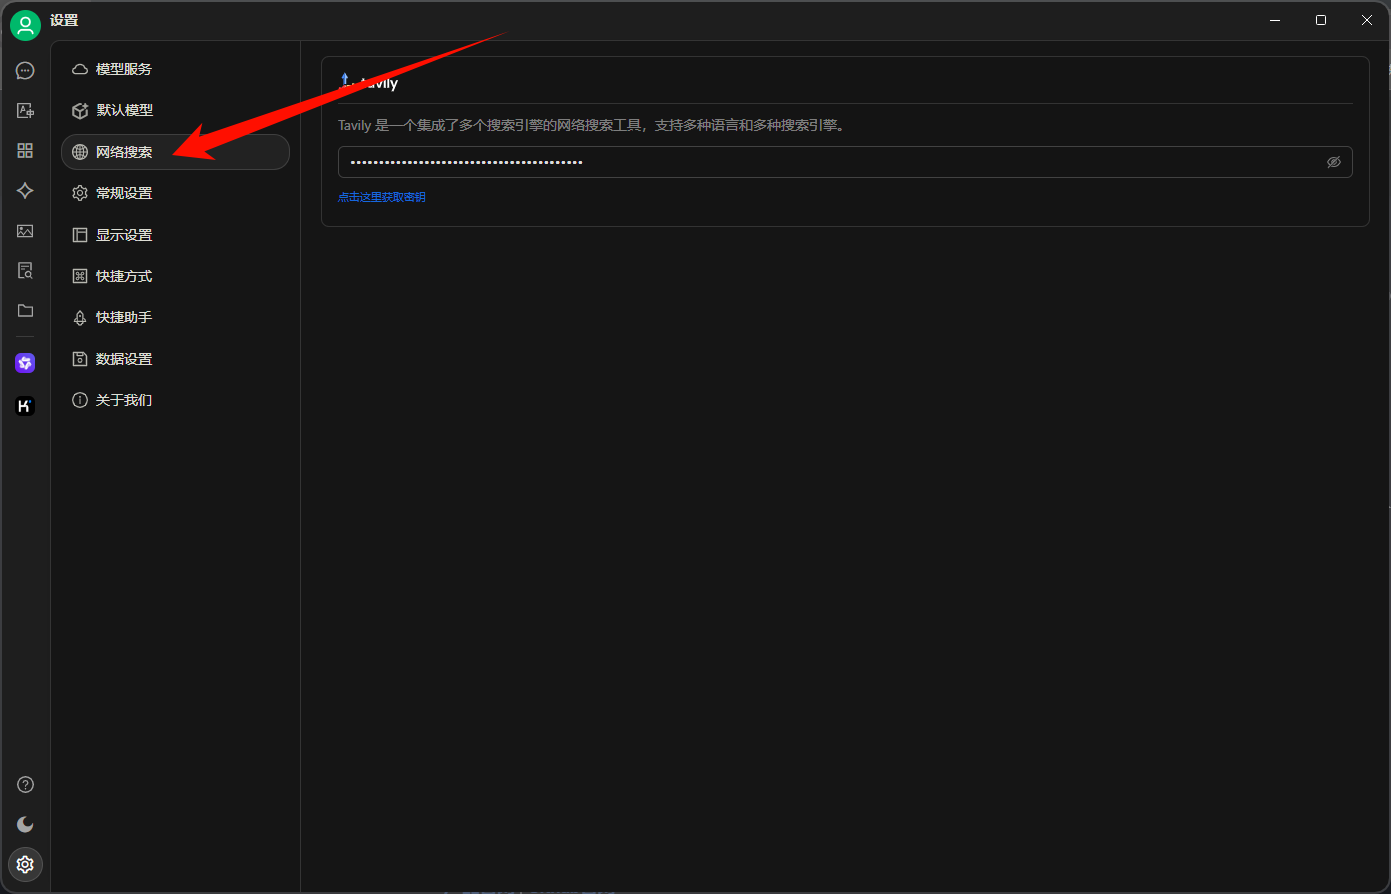 设置
模型服务
默认模型
网络搜索
常规设置
显示设置
快捷方式
快捷助手
数据设置
关于我们
tavily
Tavily 是一个集成了多个搜索引擎的网络搜索工具，支持多种语言和多种搜索引擎。
点击这里获取密钥